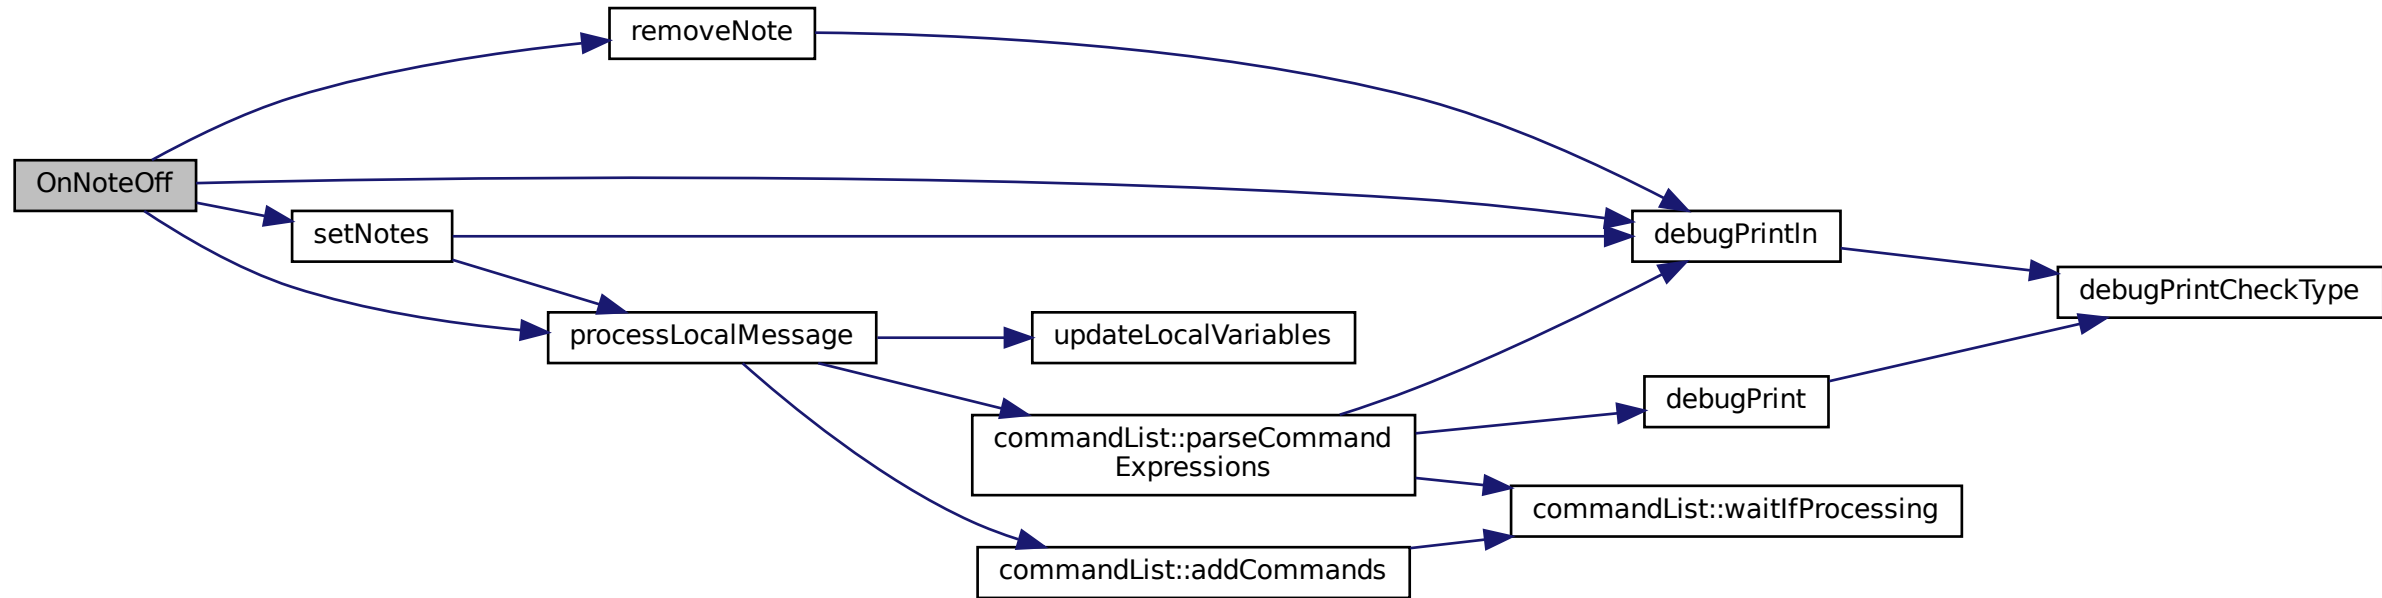 removeNote
OnNoteOff
setNotes
debugPrintln
debugPrintCheckType
processLocalMessage
updateLocalVariables
debugPrint
commandList::parseCommand
Expressions
commandList::waitIfProcessing
commandList::addCommands